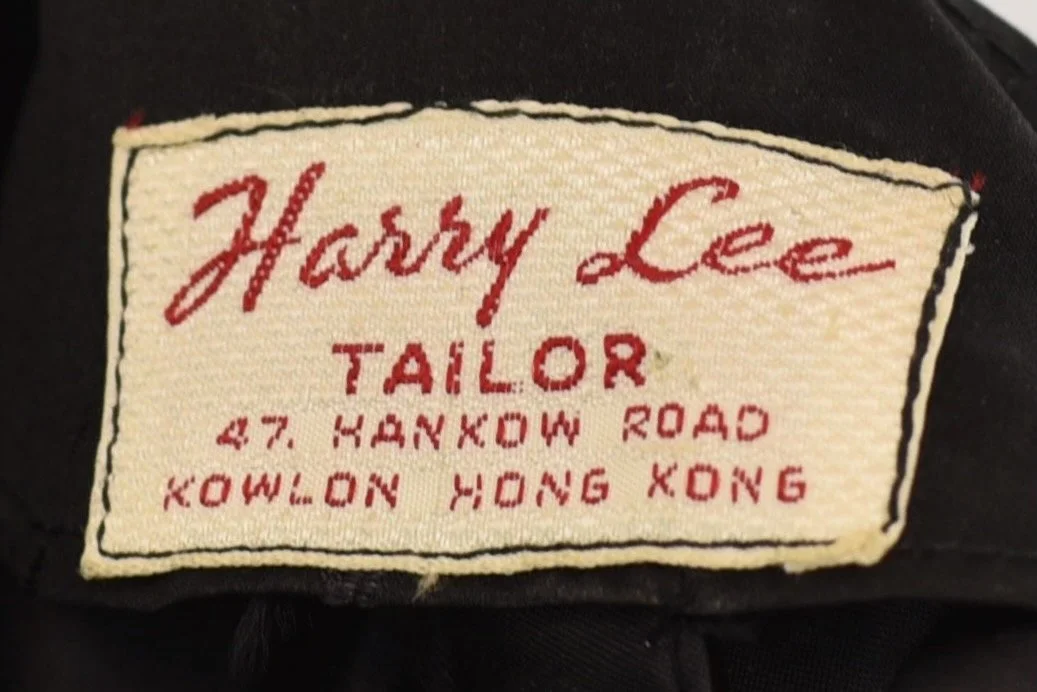 Harry Lee
TAILOR
47. HANKOW ROAD
KOWLON HONG KONG